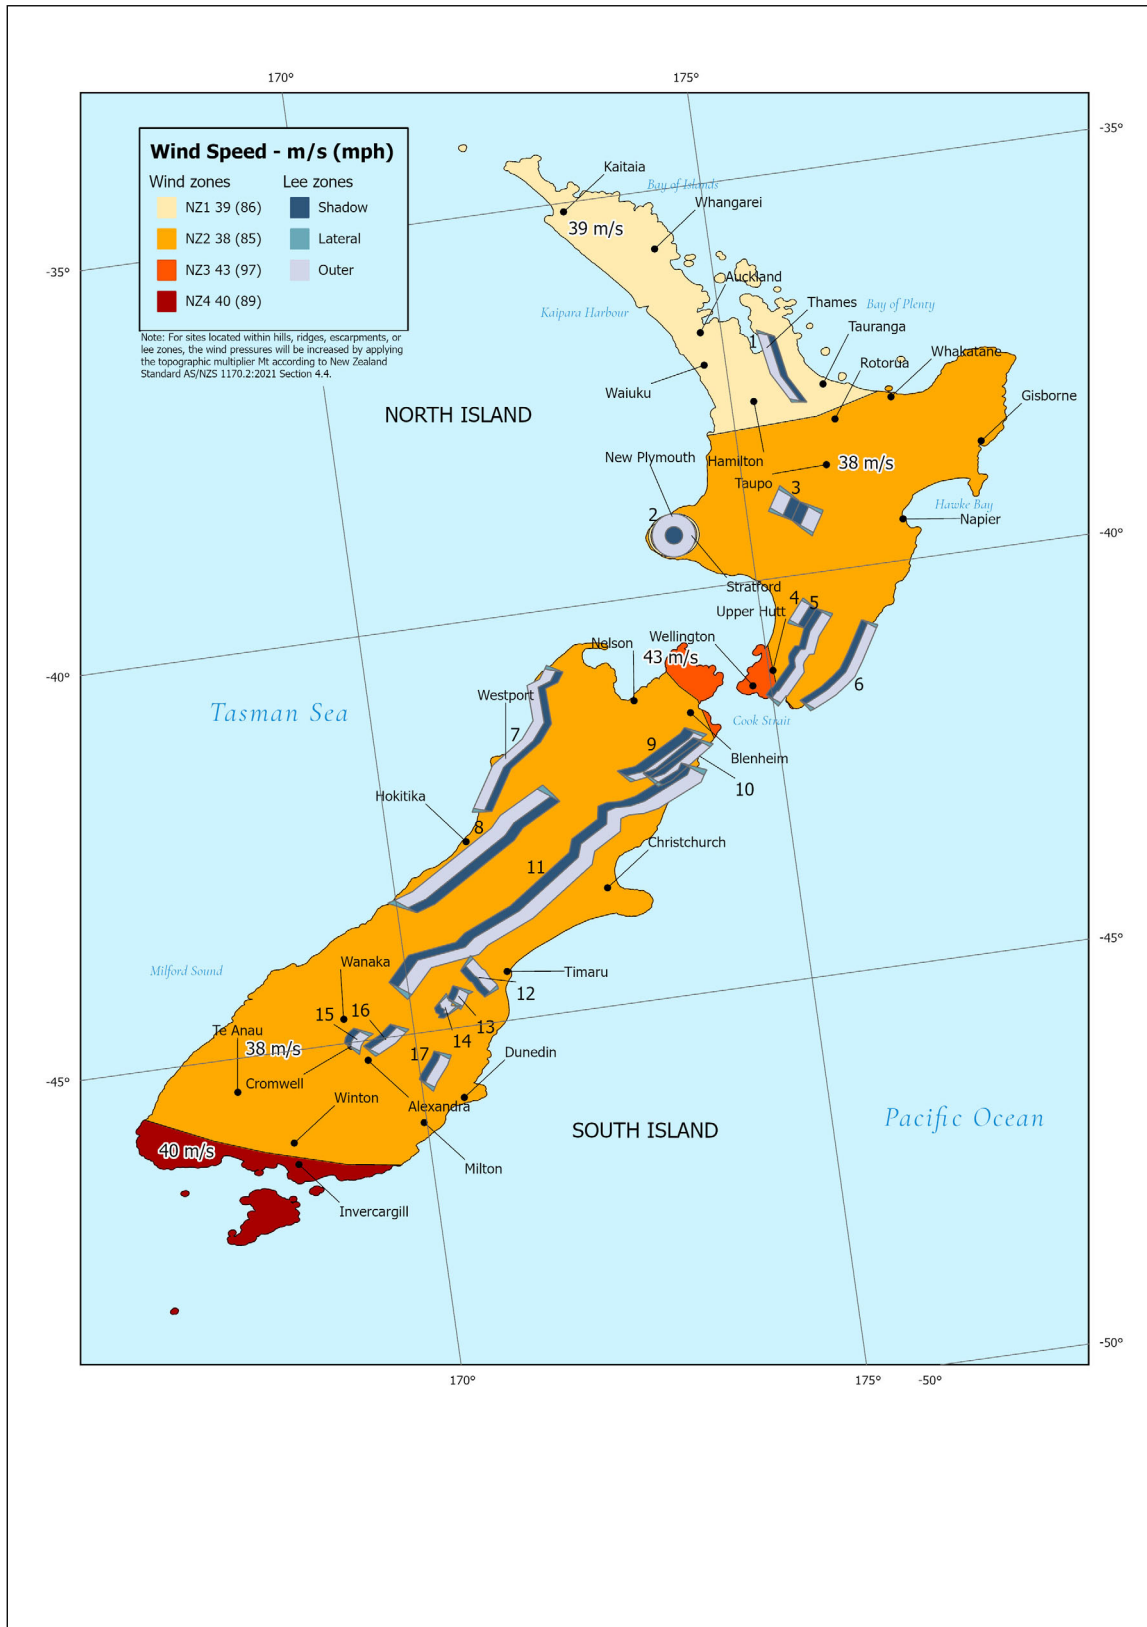 170°
175°
-35°
Wind Speed - m/s (mph)
Wind zones
Lee zones
NZ1 39 (86)
Shadow
NZ2 38 (85)
Lateral
NZ3 43 (97)
Outer
NZ4 40 (89)
Note: For sites located within hills, ridges, escarpments, or
lee zones, the wind pressures will be increased by applying
the topographic multiplier Mt according to New Zealand
Standard AS/NZS 1170.2:2021 Section 4.4.
Kaitaia
Bay of Islands
Whangarei
39 m/s
-35°
Auckland
Kaipara Harbour
Thames
Bay of Plenty
Tauranga
1
Whakatane
Rotorua
Waiuku
Gisborne
NORTH ISLAND
New Plymouth
Hamilton
38 m/s
Taupo
3
Hawke Bay
2
Napier
-40°
Stratford
4
5
Upper Hutt
Wellington
Nelson
43 m/s
-40°
6
Westport
Tasman Sea
Cook Strait
7
9
Blenheim
10
Hokitika
8
Christchurch
11
-45°
Wanaka
Milford Sound
Timaru
12
16
15
13
Te Anau
14
38 m/s
17
Dunedin
-45°
Cromwell
Winton
Alexandra
Pacific Ocean
SOUTH ISLAND
40 m/s
Milton
Invercargill
-50°
170°
175°
-50°